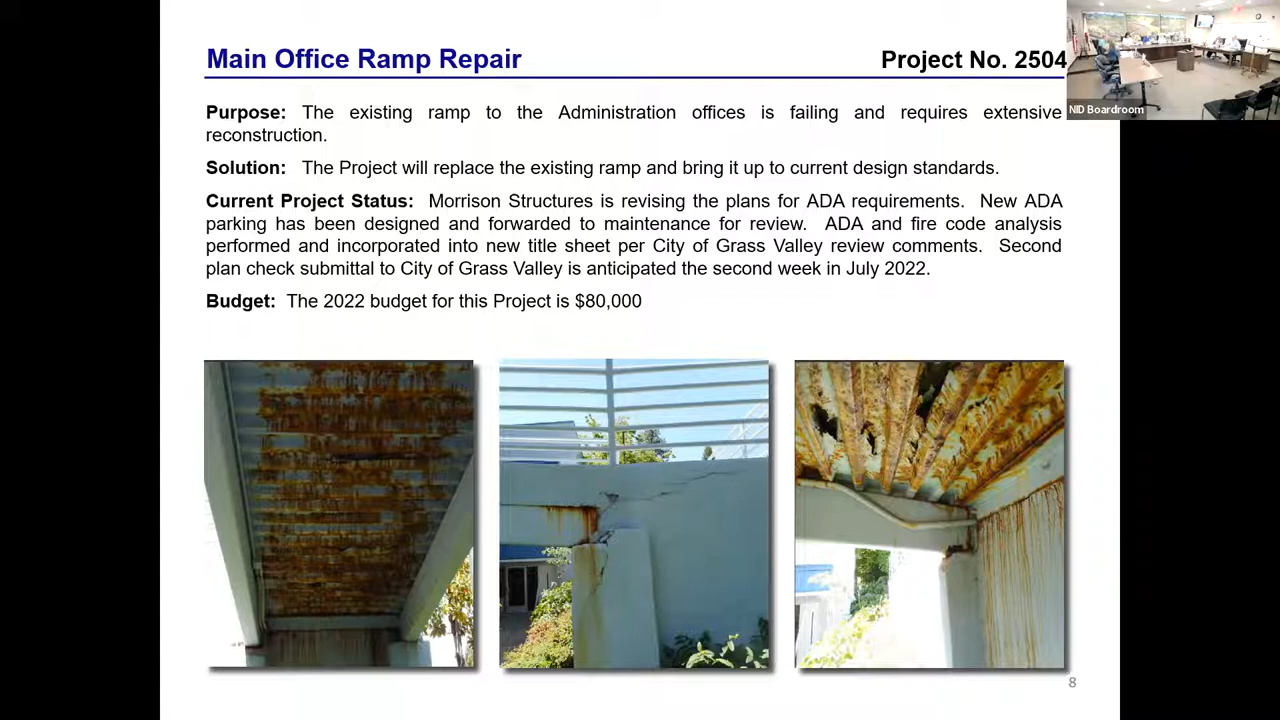 Main Office Ramp Repair
Project No. 2504
NID Boardroom
Purpose: The existing ramp to the Administration offices is failing and requires extensive
reconstruction.
Solution: The Project will replace the existing ramp and bring it up to current design standards.
Current Project Status: Morrison Structures is revising the plans for ADA requirements. New ADA
parking has been designed and forwarded to maintenance for review. ADA and fire code analysis
performed and incorporated into new title sheet per City of Grass Valley review comments. Second
plan check submittal to City of Grass Valley is anticipated the second week in July 2022.
Budget: The 2022 budget for this Project is $80,000
8